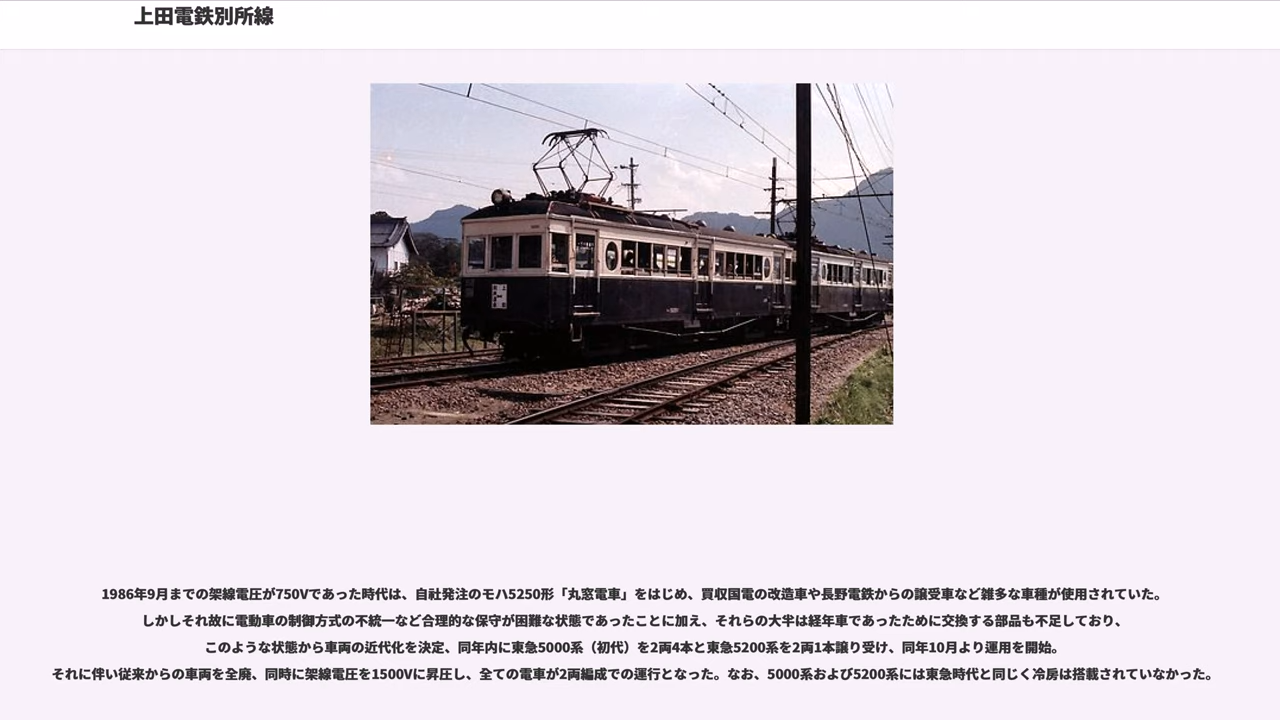 上田電鉄別所線
1986年9月までの架線電圧が750Vであった時代は、自社発注のモハ5250形「丸窓電車」をはじめ、買収国電の改造車や長野電鉄からの譲受車など雑多な車種が使用されていた。
しかしそれ故に電動車の制御方式の不統一など合理的な保守が困難な状態であったことに加え、それらの大半は経年車であったために交換する部品も不足しており、
このような状態から車両の近代化を決定、同年内に東急5000系（初代）を2両4本と東急5200系を2両1本譲り受け、同年10月より運用を開始。
それに伴い従来からの車両を全廃、同時に架線電圧を1500Vに昇圧し、全ての電車が2両編成での運行となった。なお、5000系および5200系には東急時代と同じく冷房は搭載されていなかった。